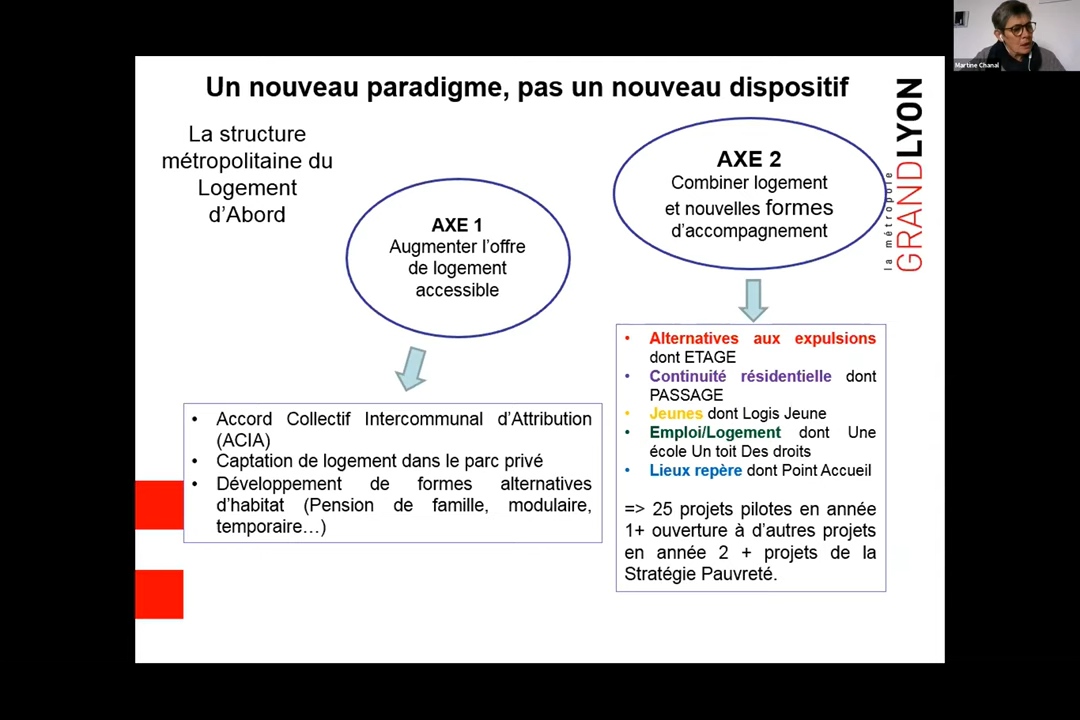 Martine Chanal
Un nouveau paradigme, pas un nouveau dispositif
La structure
métropolitaine du
Logement
d'Abord
AXE 1
Augmenter l'offre
de logement
accessible
AXE 2
Combiner logement
et nouvelles formes
d'accompagnement
la métropole
GRANDLYON
• Accord Collectif Intercommunal d'Attribution
(ACIA)
• Captation de logement dans le parc privé
• Développement de formes alternatives
d'habitat (Pension de famille, modulaire,
temporaire…)
• Alternatives aux expulsions
dont ETAGE
• Continuité résidentielle dont
PASSAGE
• Jeunes dont Logis Jeune
• Emploi/Logement dont Une
école Un toit Des droits
• Lieux repère dont Point Accueil
=> 25 projets pilotes en année
1+ ouverture à d'autres projets
en année 2 + projets de la
Stratégie Pauvreté.